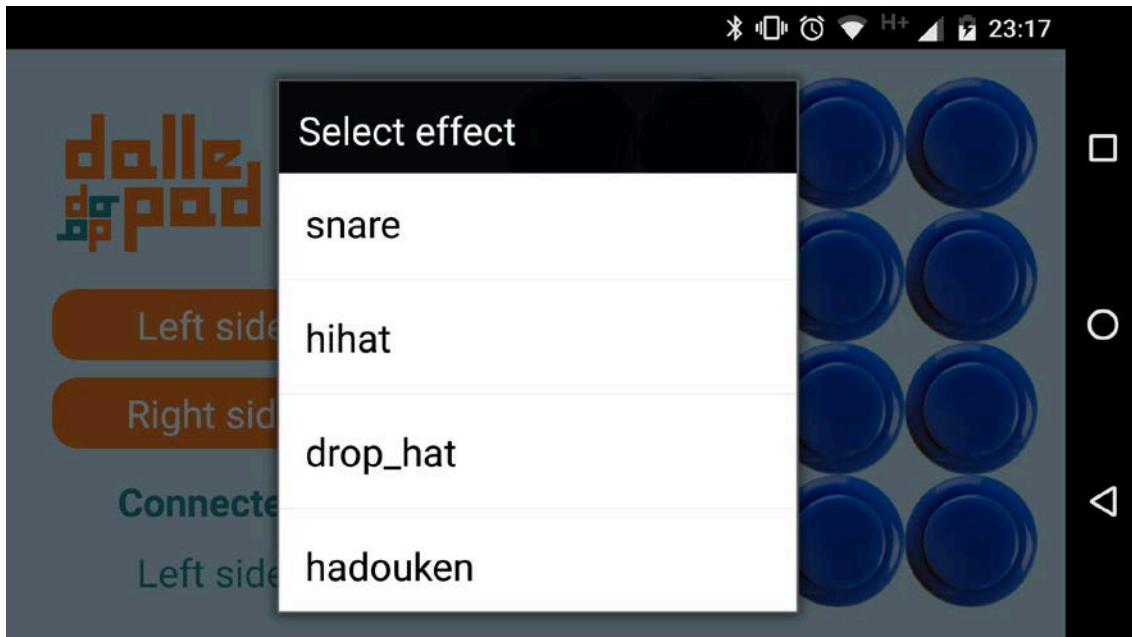 H+ 23:17
dalle
pad
Select effect
snare
hihat
drop_hat
hadouken
Left side
Right sid
Connecte
Left side